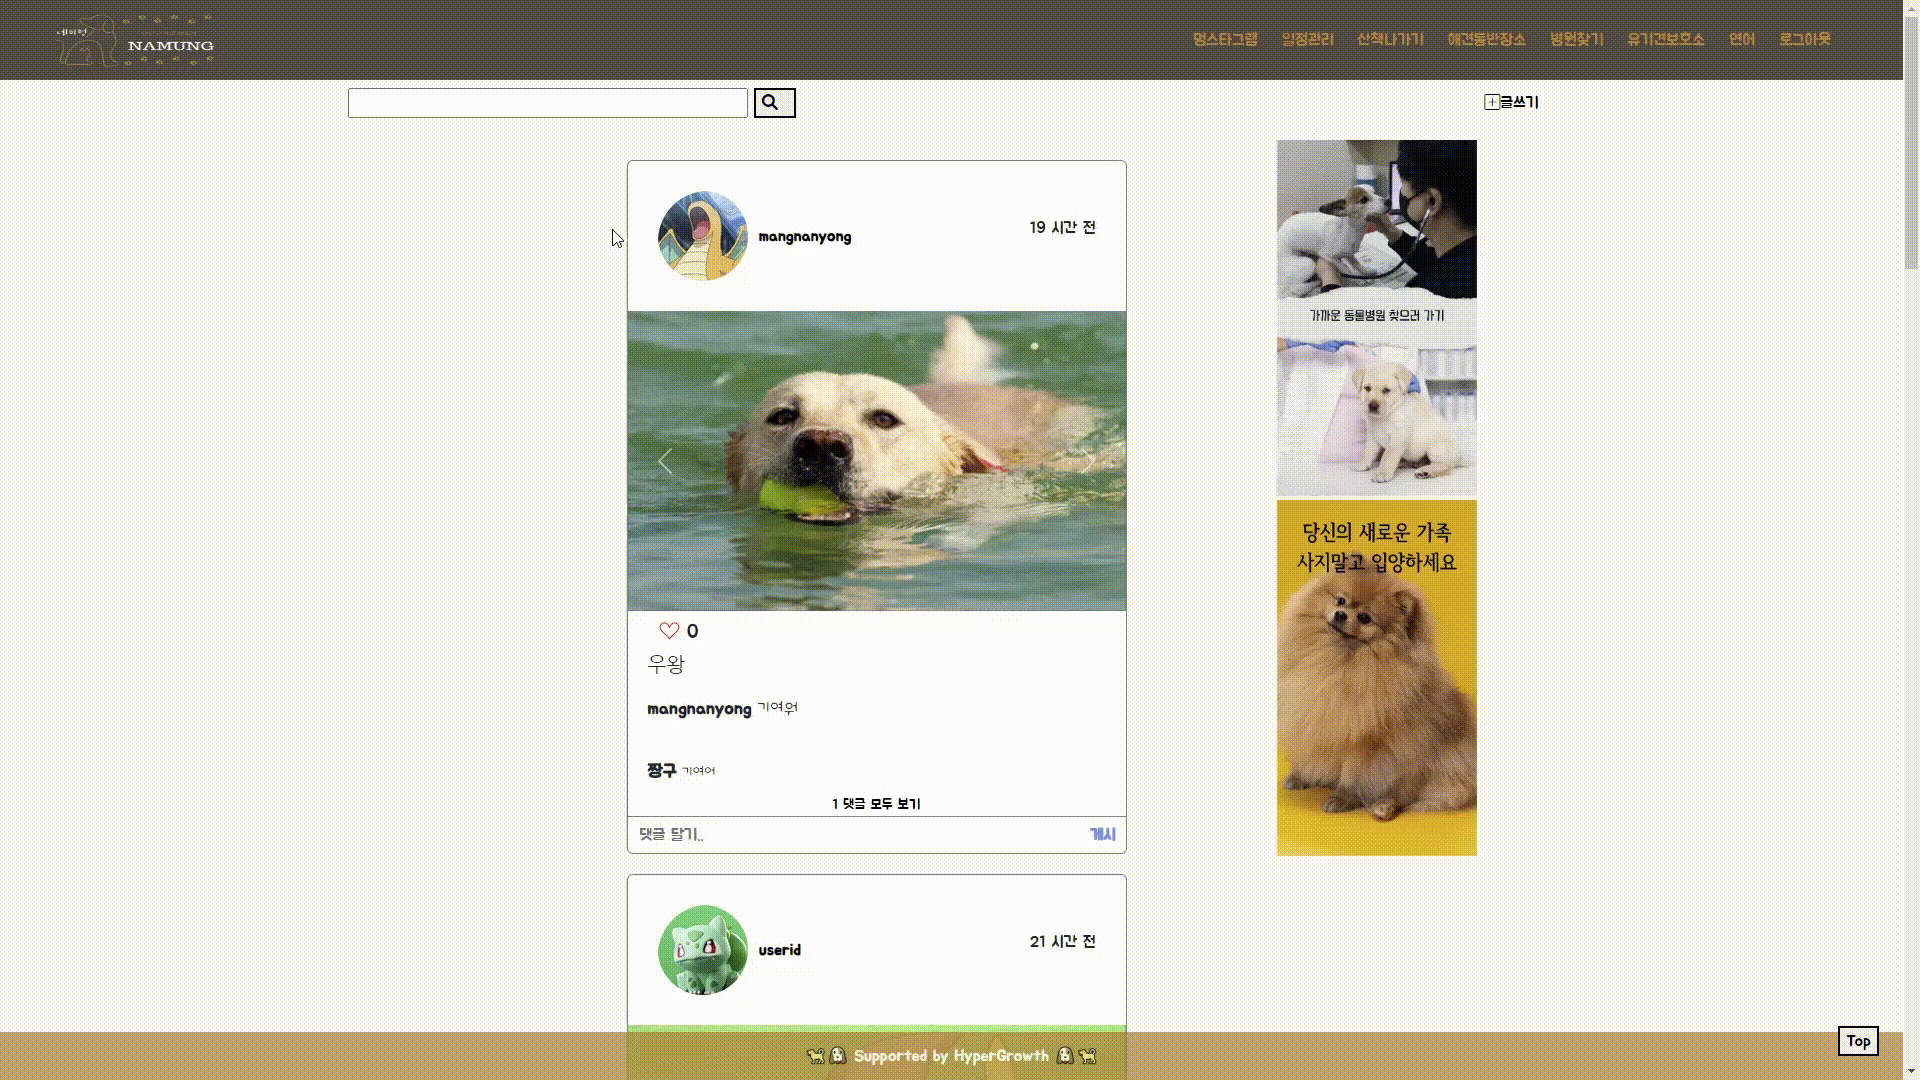 네이멍
NAMUNG
멍스타그램 일정관리 산책나가기 애견동반장소 병원찾기 유기견보호소 연어 로그아웃
글쓰기
mangnanyong 19 시간 전
가까운 동물병원 찾으러 가기
당신의 새로운 가족
사지말고 입양하세요
0
우왕
mangnanyong 기여워
짱구 기여어
1 댓글 모두 보기
댓글 달기.. 게시
userid 21 시간 전
Supported by HyperGrowth
Top